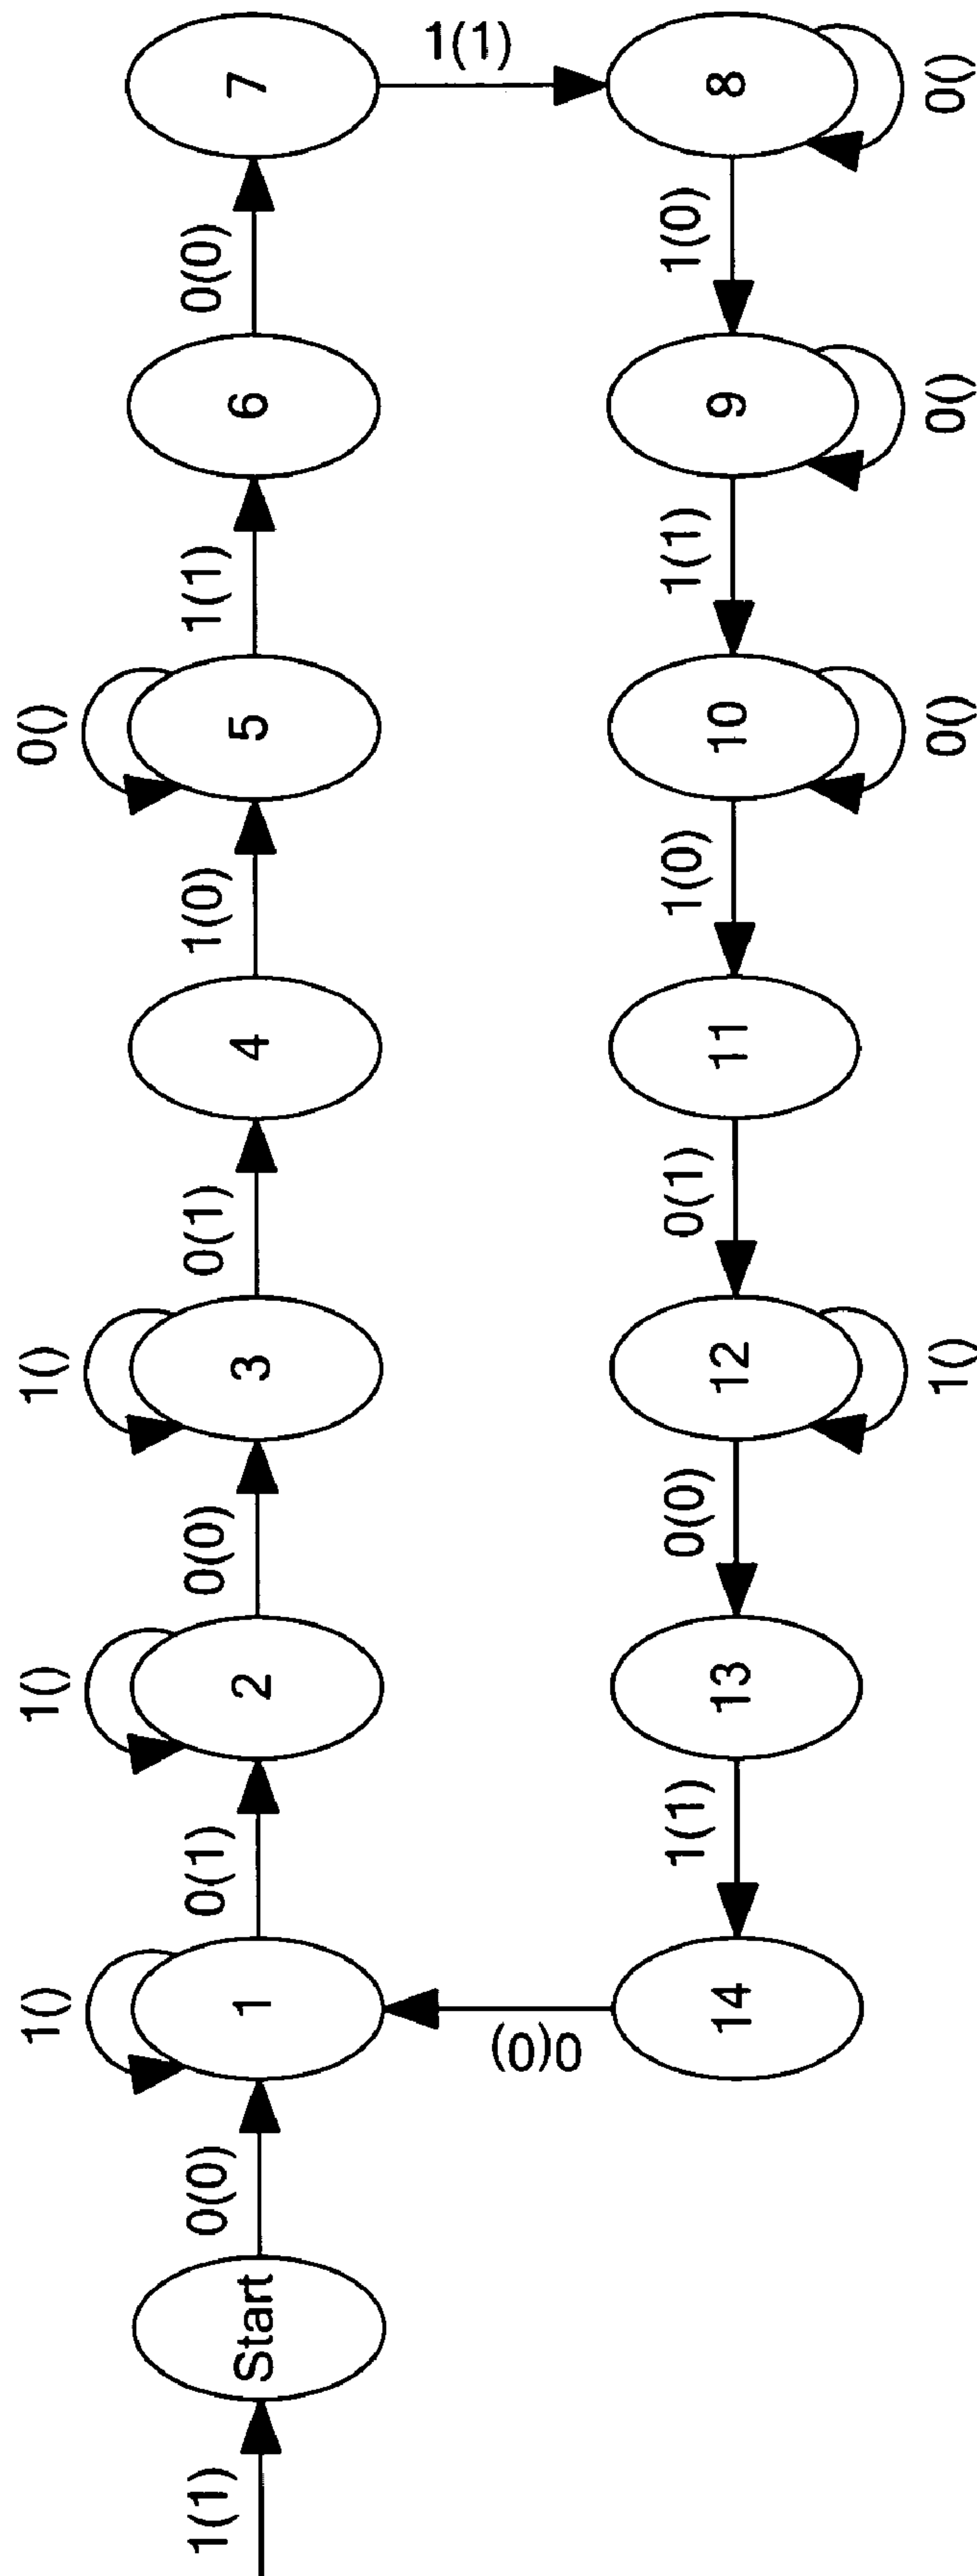 1() 1() 1() 0()
1(1) 0(0) 0(1) 0(0) 0(1) 1(0) 1(1) 0(0)
Start 1 2 3 4 5 6 7
0(0) 1(1)
1(1) 0(0) 0(1) 1(0) 1(1) 1(0)
14 13 12 11 10 9 8
1() 0() 0() 0()